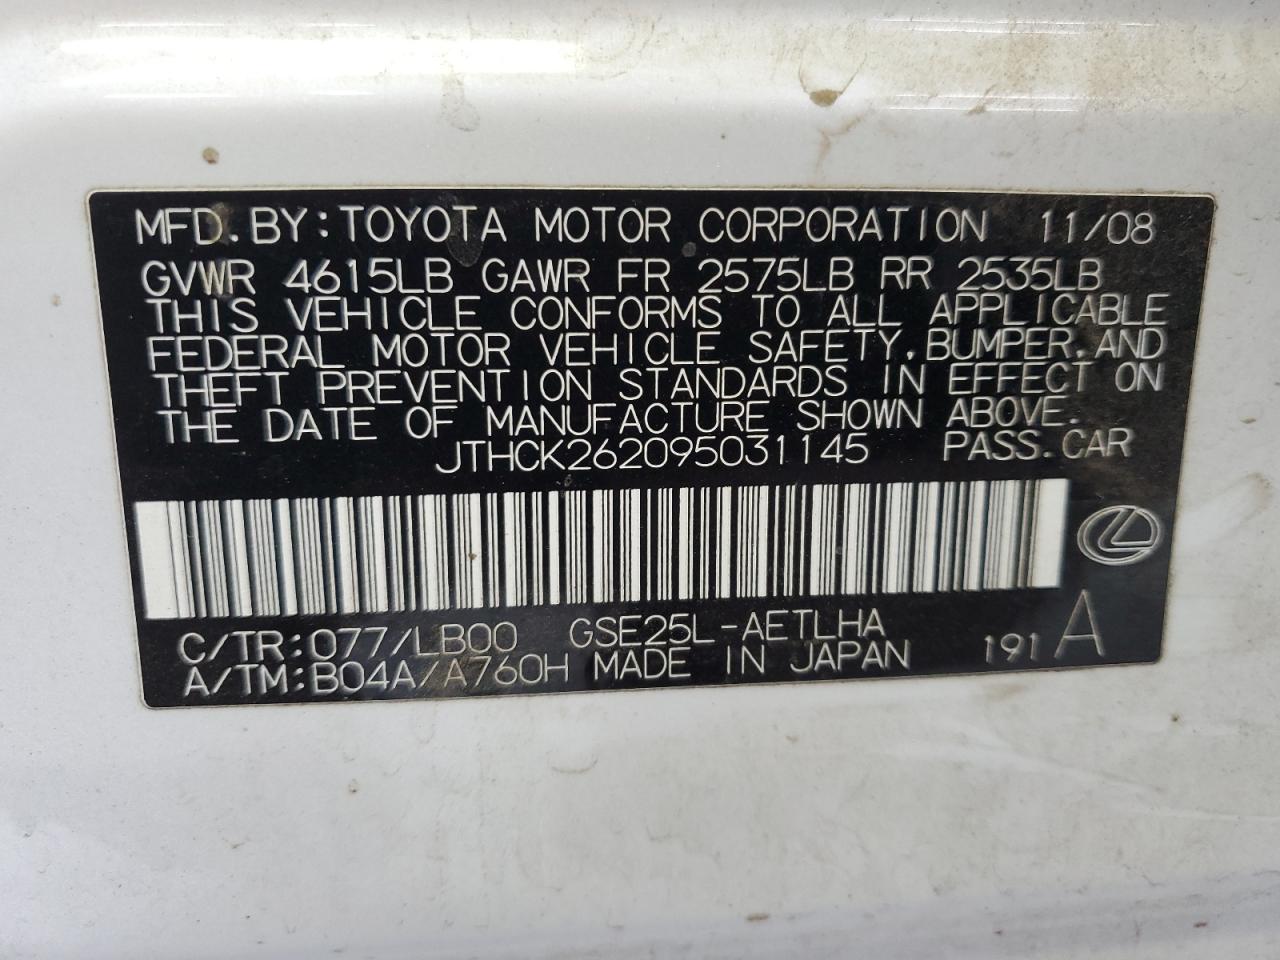 MFD. BY: TOYOTA MOTOR CORPORATION 11/08
GVWR 4615LB GAWR FR 2575LB RR 2535LB
THIS VEHICLE CONFORMS TO ALL APPLICABLE
FEDERAL MOTOR VEHICLE SAFETY, BUMPER, AND
THEFT PREVENTION STANDARDS IN EFFECT ON
THE DATE OF MANUFACTURE SHOWN ABOVE.
JTHCK262095031145 PASS. CAR
C/TR: 077/LB00 GSE25L-AETLHA
A/TM: B04A/A760H MADE IN JAPAN 191 A